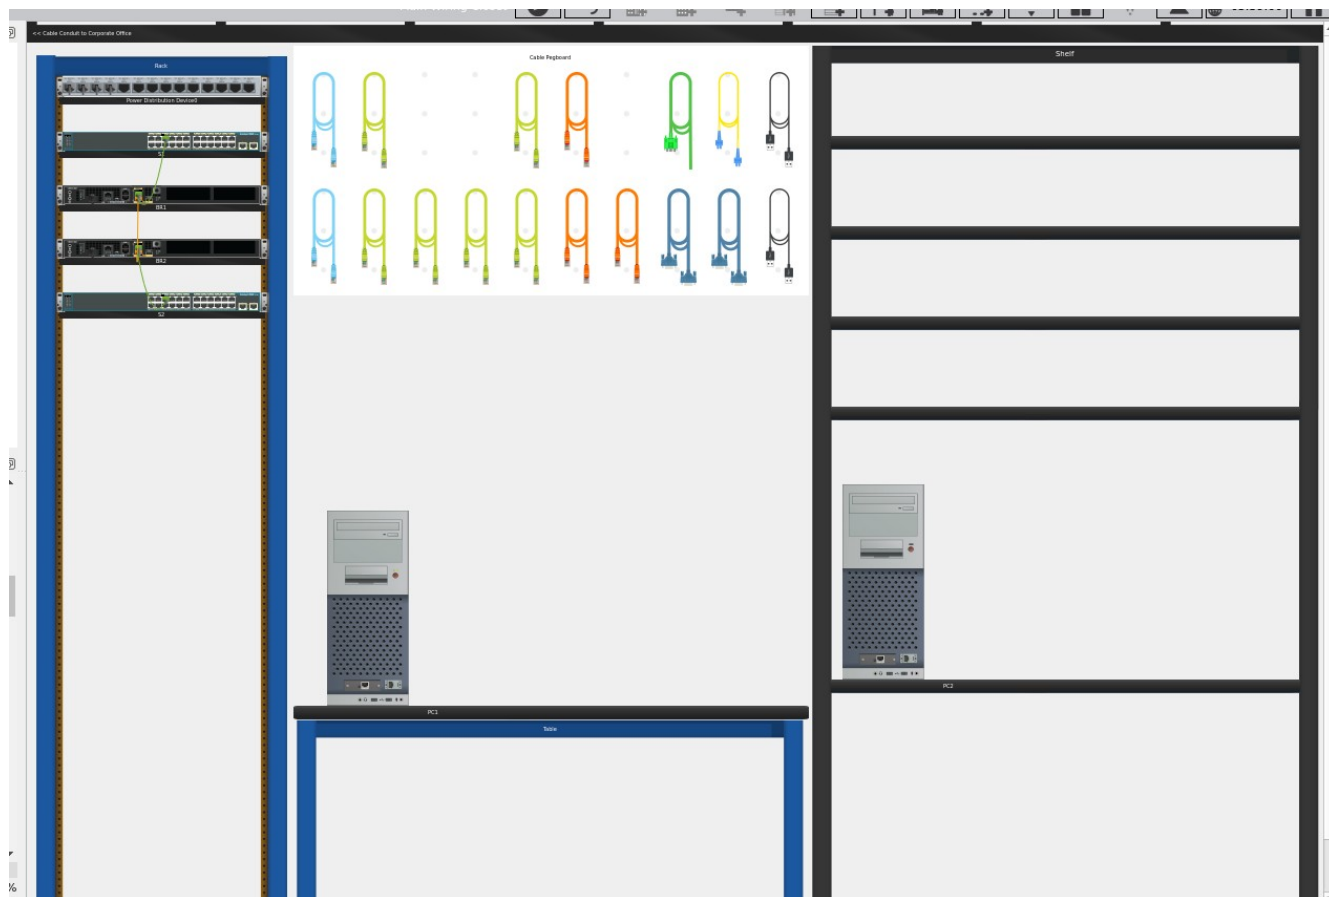 << Cable Conduit to Corporate Office
Rack
Cable Pegboard
Shelf
Power Distribution Device0
S1
BR1
BR2
S2
PC1
PC2
Table
%